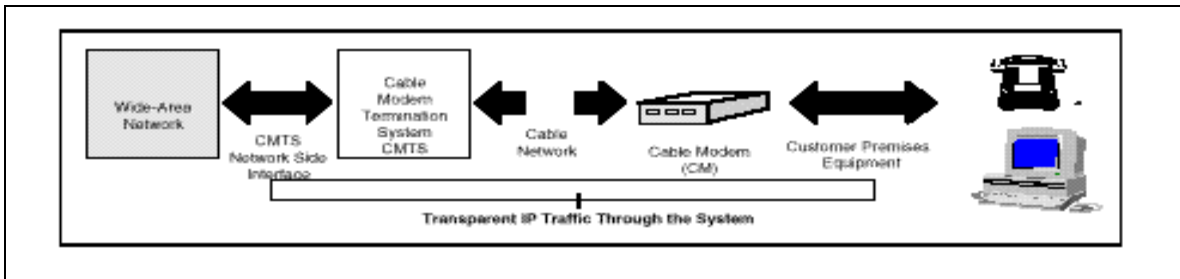 Wide-Area
Network
CMTS
Network Side
Interface
Cable
Modem
Termination
System
CMTS
Cable
Network
Cable Modem
(CM)
Customer Premises
Equipment
Transparent IP Traffic Through the System